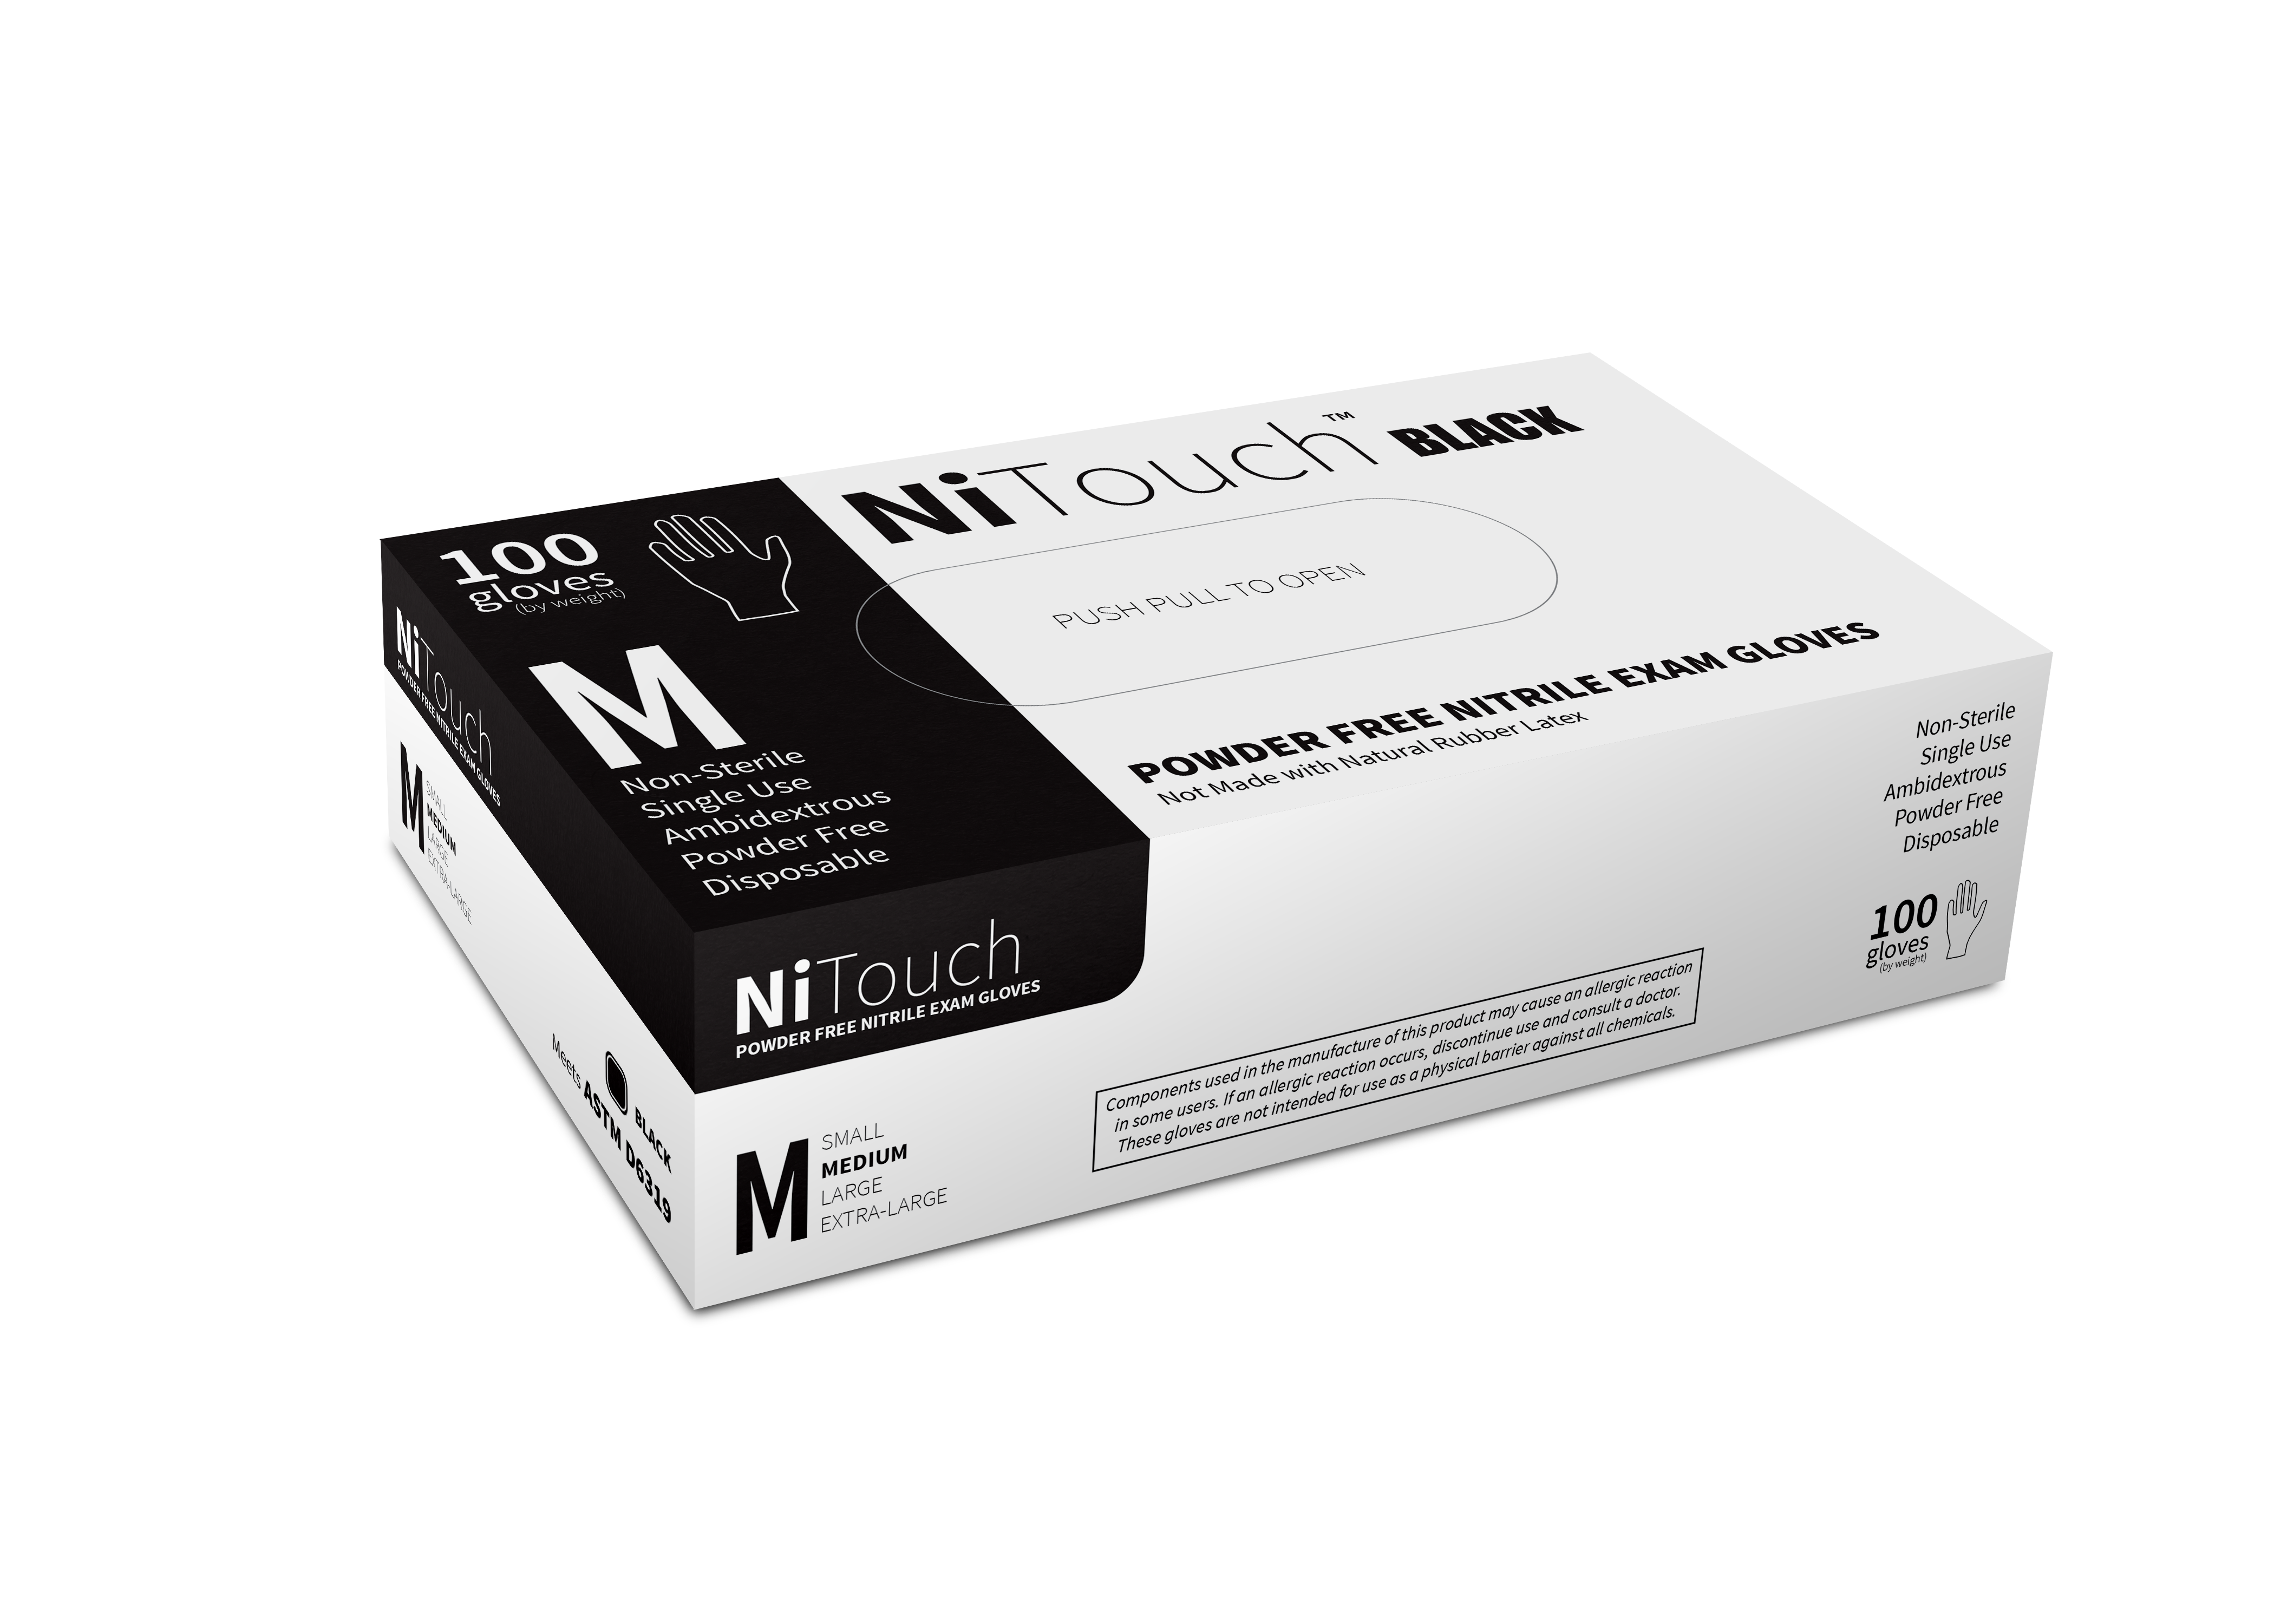 NiTouch™ BLACK
100
gloves
(by weight)
PUSH PULL TO OPEN
M
Non-Sterile
Single Use
Ambidextrous
Powder Free
Disposable
POWDER FREE NITRILE EXAM GLOVES
Not Made with Natural Rubber Latex
NiTouch
POWDER FREE NITRILE EXAM GLOVES
M
SMALL
MEDIUM
LARGE
EXTRA-LARGE
BLACK
Meets ASTM D6319
NiTouch
POWDER FREE NITRILE EXAM GLOVES
M
SMALL
MEDIUM
LARGE
EXTRA-LARGE
Components used in the manufacture of this product may cause an allergic reaction
in some users. If an allergic reaction occurs, discontinue use and consult a doctor.
These gloves are not intended for use as a physical barrier against all chemicals.
Non-Sterile
Single Use
Ambidextrous
Powder Free
Disposable
100
gloves
(by weight)